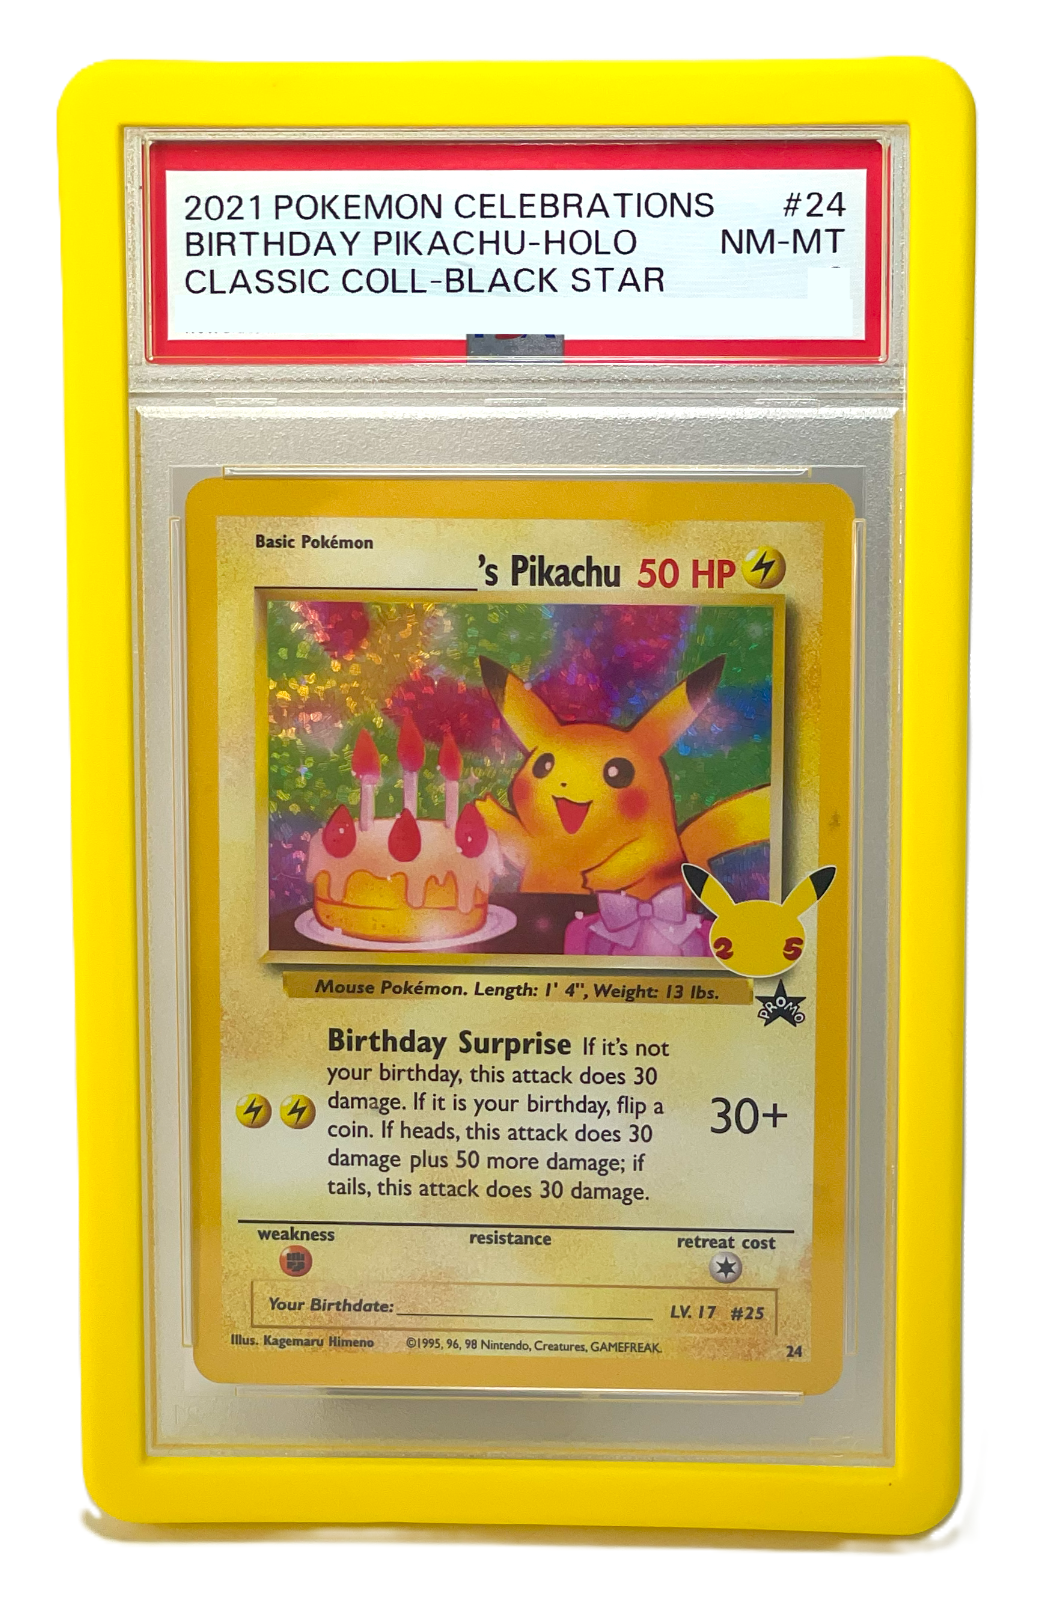 2021 POKEMON CELEBRATIONS #24
BIRTHDAY PIKACHU-HOLO NM-MT
CLASSIC COLL-BLACK STAR
Basic Pokémon
's Pikachu 50 HP
25
PROMO
Mouse Pokémon. Length: 1' 4", Weight: 13 lbs.
Birthday Surprise If it's not
your birthday, this attack does 30
damage. If it is your birthday, flip a
coin. If heads, this attack does 30
damage plus 50 more damage; if
tails, this attack does 30 damage.
30+
weakness resistance retreat cost
Your Birthdate: LV. 17 #25
Illus. Kagemaru Himeno ©1995, 96, 98 Nintendo, Creatures, GAMEFREAK.
24